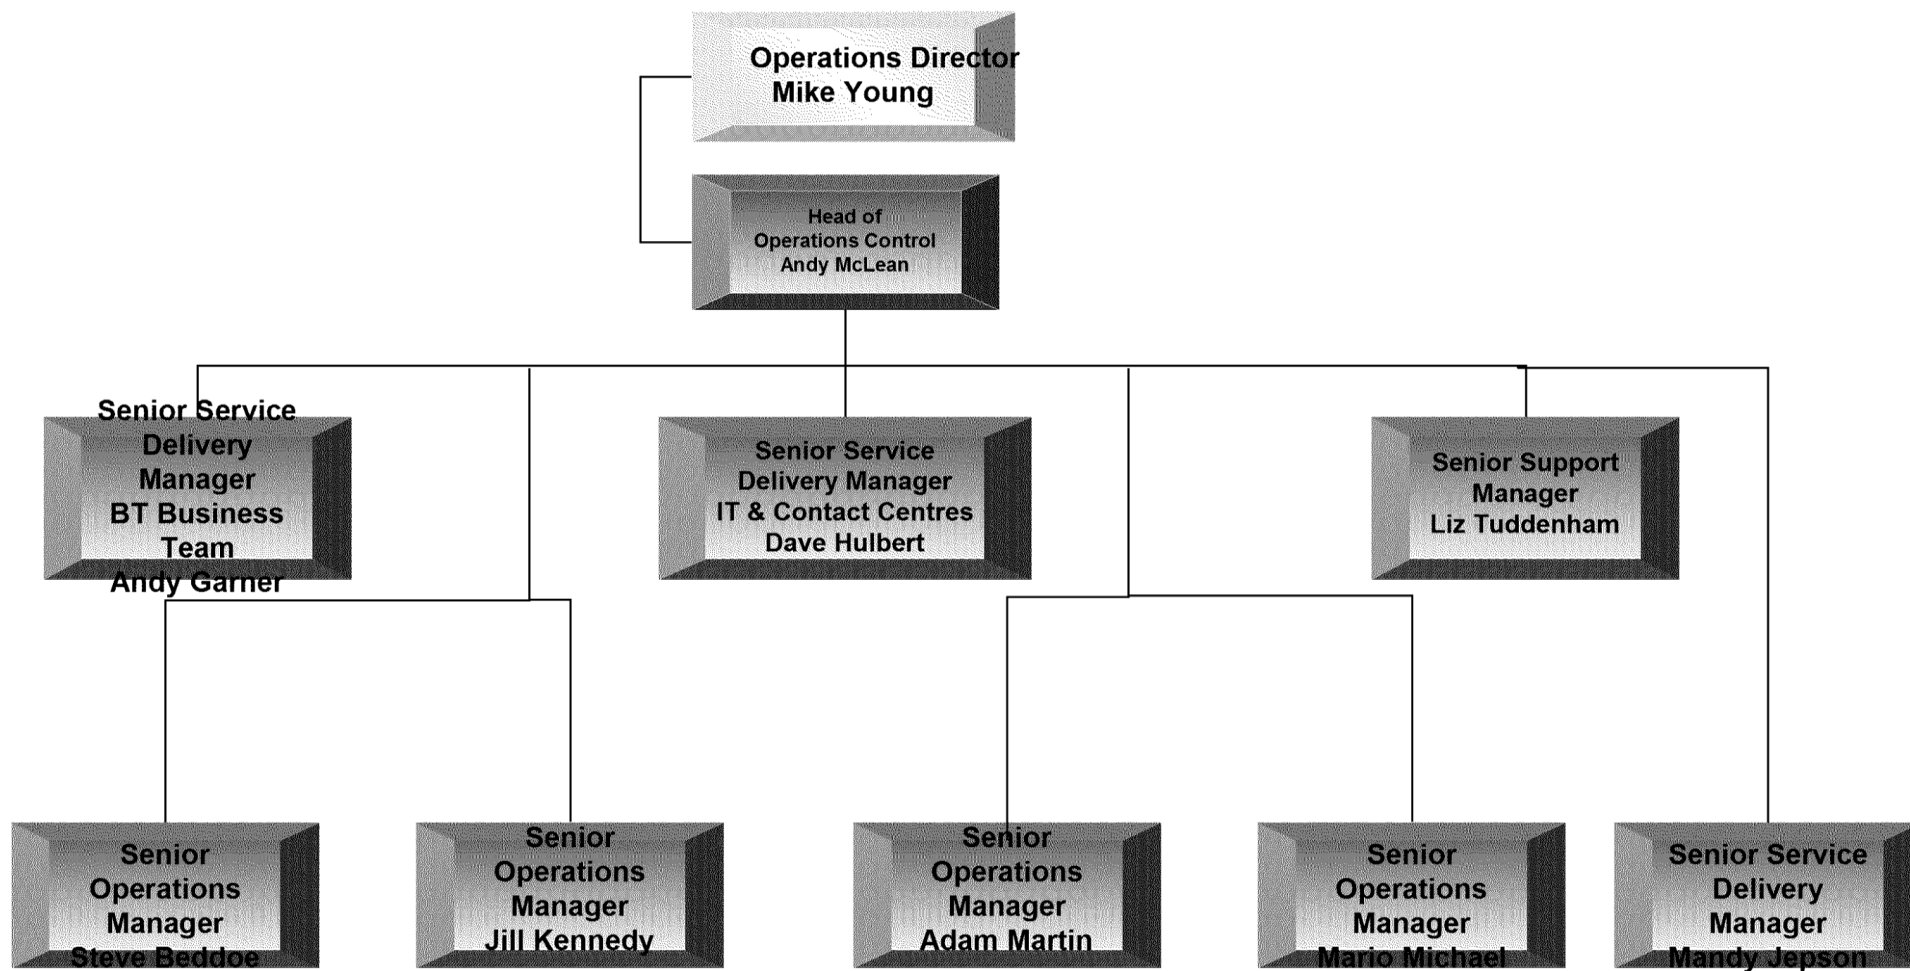 Operations Director
Mike Young
Head of
Operations Control
Andy McLean
Senior Service
Delivery
Manager
BT Business
Team
Andy Garner
Senior Service
Delivery Manager
IT & Contact Centres
Dave Hulbert
Senior Support
Manager
Liz Tuddenham
Senior
Operations
Manager
Steve Beddoe
Senior
Operations
Manager
Jill Kennedy
Senior
Operations
Manager
Adam Martin
Senior
Operations
Manager
Mario Michael
Senior Service
Delivery
Manager
Mandy Jepson